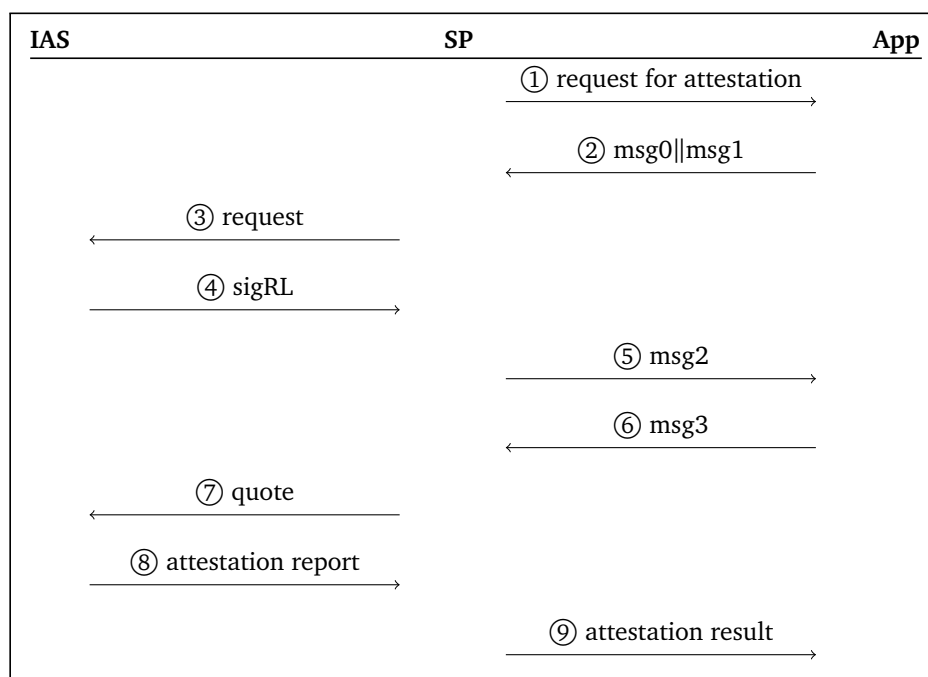 IAS SP App
① request for attestation
② msg0||msg1
③ request
④ sigRL
⑤ msg2
⑥ msg3
⑦ quote
⑧ attestation report
⑨ attestation result